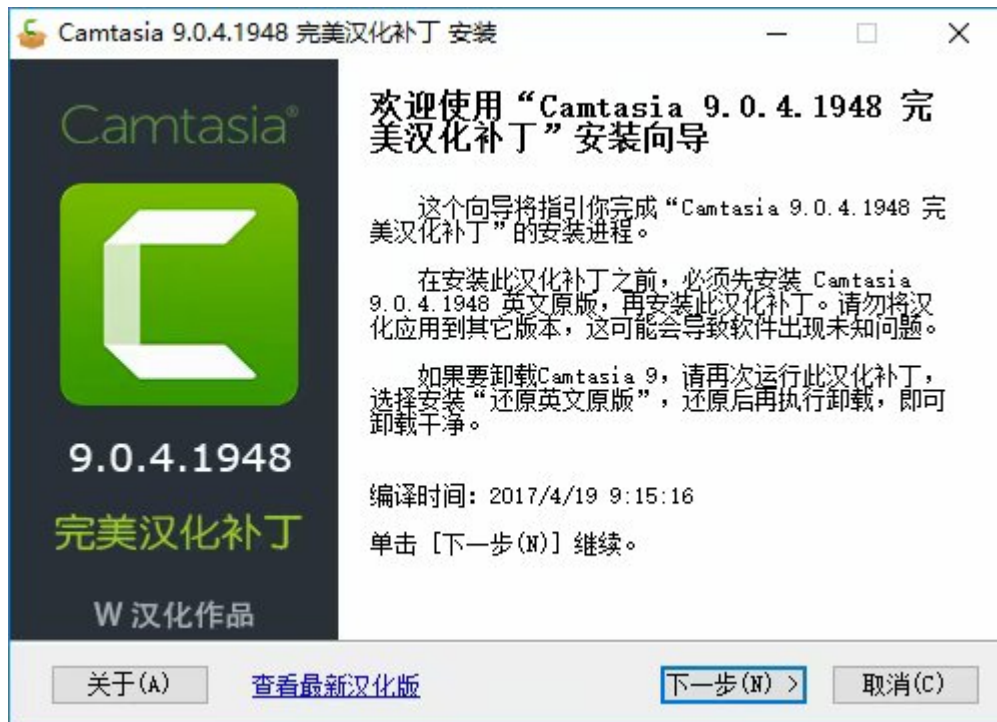 Camtasia 9.0.4.1948 完美汉化补丁 安装
Camtasia®
9.0.4.1948
完美汉化补丁
W 汉化作品
欢迎使用“Camtasia 9.0.4.1948 完
美汉化补丁”安装向导
这个向导将指引你完成“Camtasia 9.0.4.1948 完
美汉化补丁”的安装进程。
在安装此汉化补丁之前，必须先安装 Camtasia
9.0.4.1948 英文原版，再安装此汉化补丁。请勿将汉
化应用到其它版本，这可能会导致软件出现未知问题。
如果要卸载Camtasia 9，请再次运行此汉化补丁，
选择安装“还原英文原版”，还原后再执行卸载，即可
卸载干净。
编译时间：2017/4/19 9:15:16
单击 [下一步(N)] 继续。
关于(A)
查看最新汉化版
下一步(N) >
取消(C)